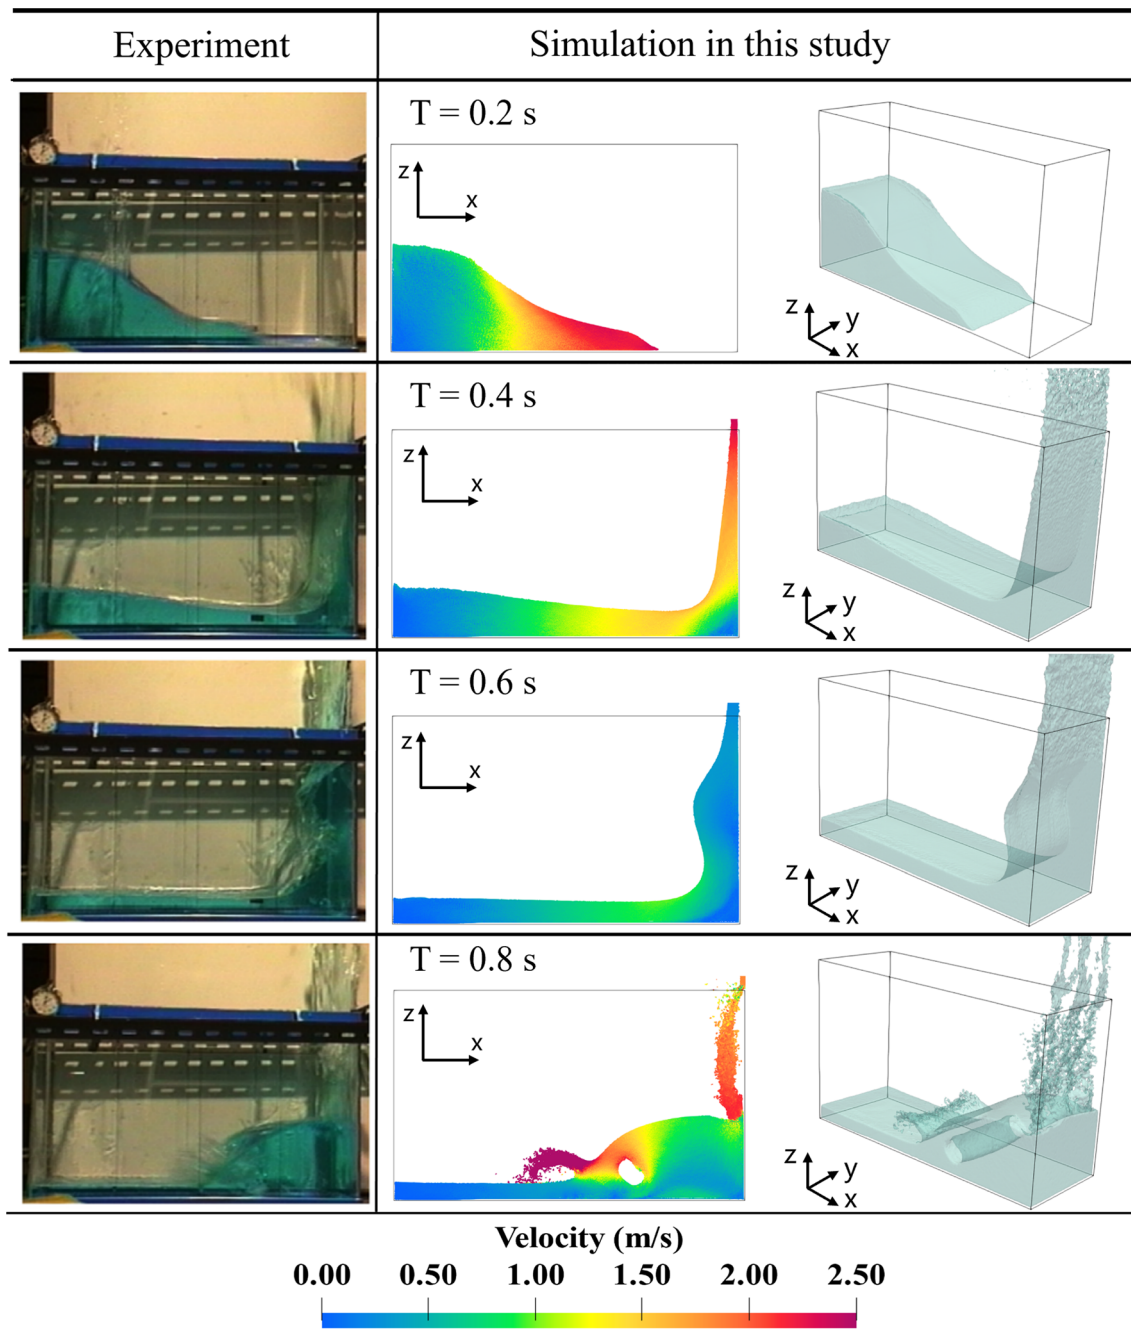 Experiment
Simulation in this study
T = 0.2 s
z
x
z
y
x
T = 0.4 s
z
x
z
y
x
T = 0.6 s
z
x
z
y
x
T = 0.8 s
z
x
z
y
x
Velocity (m/s)
0.00 0.50 1.00 1.50 2.00 2.50